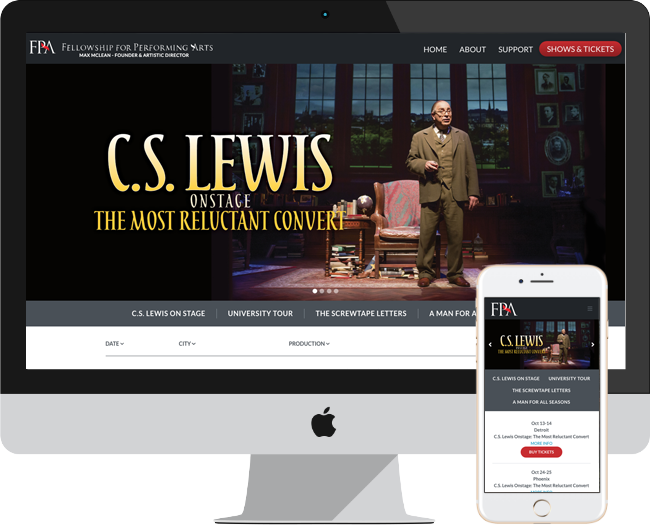 FPA FELLOWSHIP FOR PERFORMING ARTS
MAX MCLEAN - FOUNDER & ARTISTIC DIRECTOR
HOME ABOUT SUPPORT SHOWS & TICKETS
C.S. LEWIS
ONSTAGE
THE MOST RELUCTANT CONVERT
C.S. LEWIS ON STAGE UNIVERSITY TOUR THE SCREWTAPE LETTERS A MAN FOR A
DATE CITY PRODUCTION
FPA
C.S. LEWIS
ONSTAGE
THE MOST RELUCTANT CONVERT
C.S. LEWIS ON STAGE UNIVERSITY TOUR
THE SCREWTAPE LETTERS
A MAN FOR ALL SEASONS
Oct 13-14
Detroit
C.S. Lewis Onstage: The Most Reluctant Convert
MORE INFO
BUY TICKETS
Oct 24-25
Phoenix
C.S. Lewis Onstage: The Most Reluctant Convert